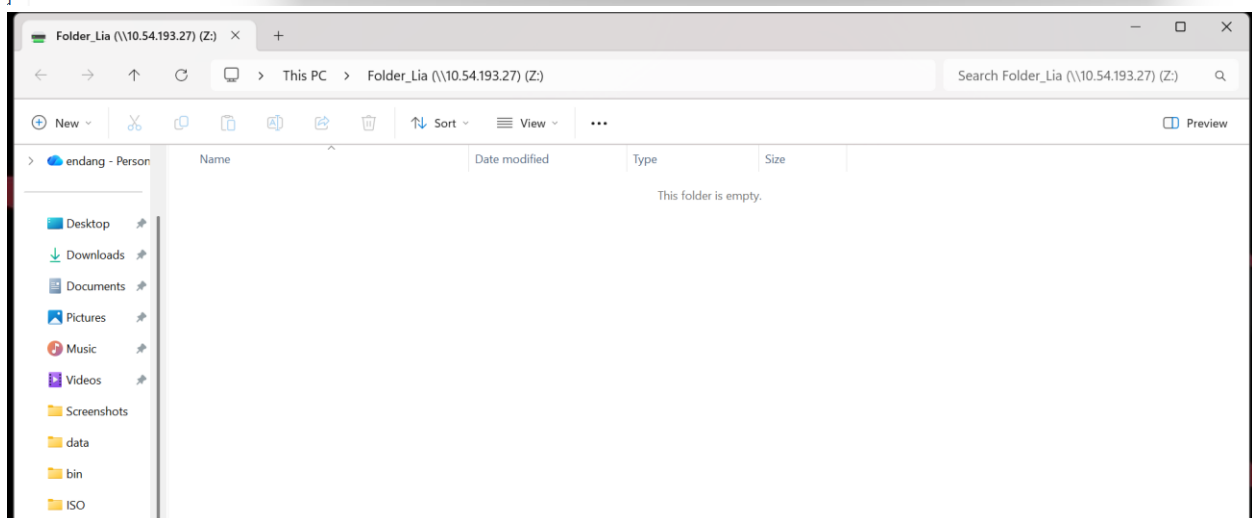 Folder_Lia (\\10.54.193.27) (Z:)
This PC > Folder_Lia (\\10.54.193.27) (Z:)
Search Folder_Lia (\\10.54.193.27) (Z:)
New
Sort
View
Preview
endang - Person
Name
Date modified
Type
Size
This folder is empty.
Desktop
Downloads
Documents
Pictures
Music
Videos
Screenshots
data
bin
ISO